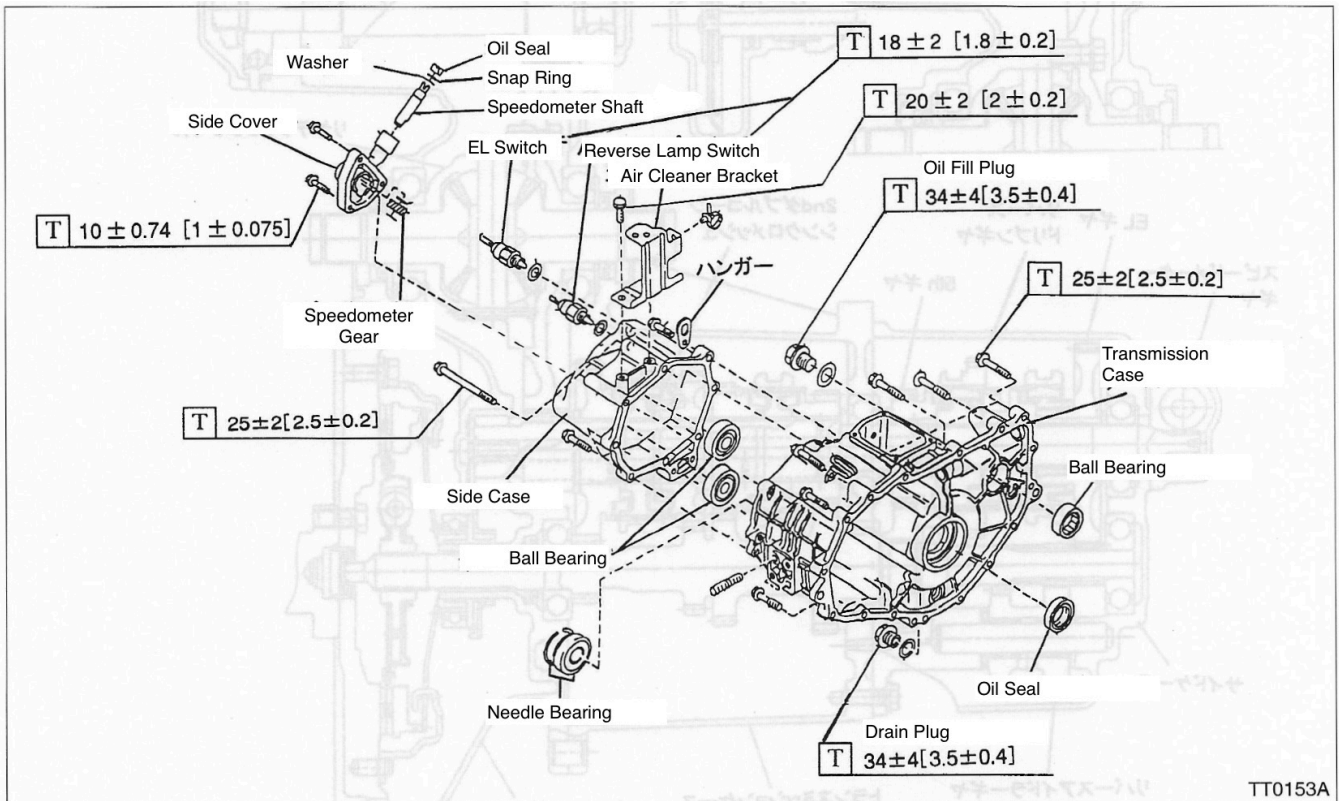 Oil Seal
Washer
Snap Ring
Speedometer Shaft
Side Cover
T 18±2 [1.8±0.2]
T 20±2 [2±0.2]
EL Switch
Reverse Lamp Switch
Air Cleaner Bracket
Oil Fill Plug
T 34±4[3.5±0.4]
T 10±0.74 [1±0.075]
ハンガー
T 25±2[2.5±0.2]
Speedometer
Gear
Transmission
Case
T 25±2[2.5±0.2]
Ball Bearing
Side Case
Ball Bearing
Needle Bearing
Oil Seal
Drain Plug
T 34±4[3.5±0.4]
TT0153A